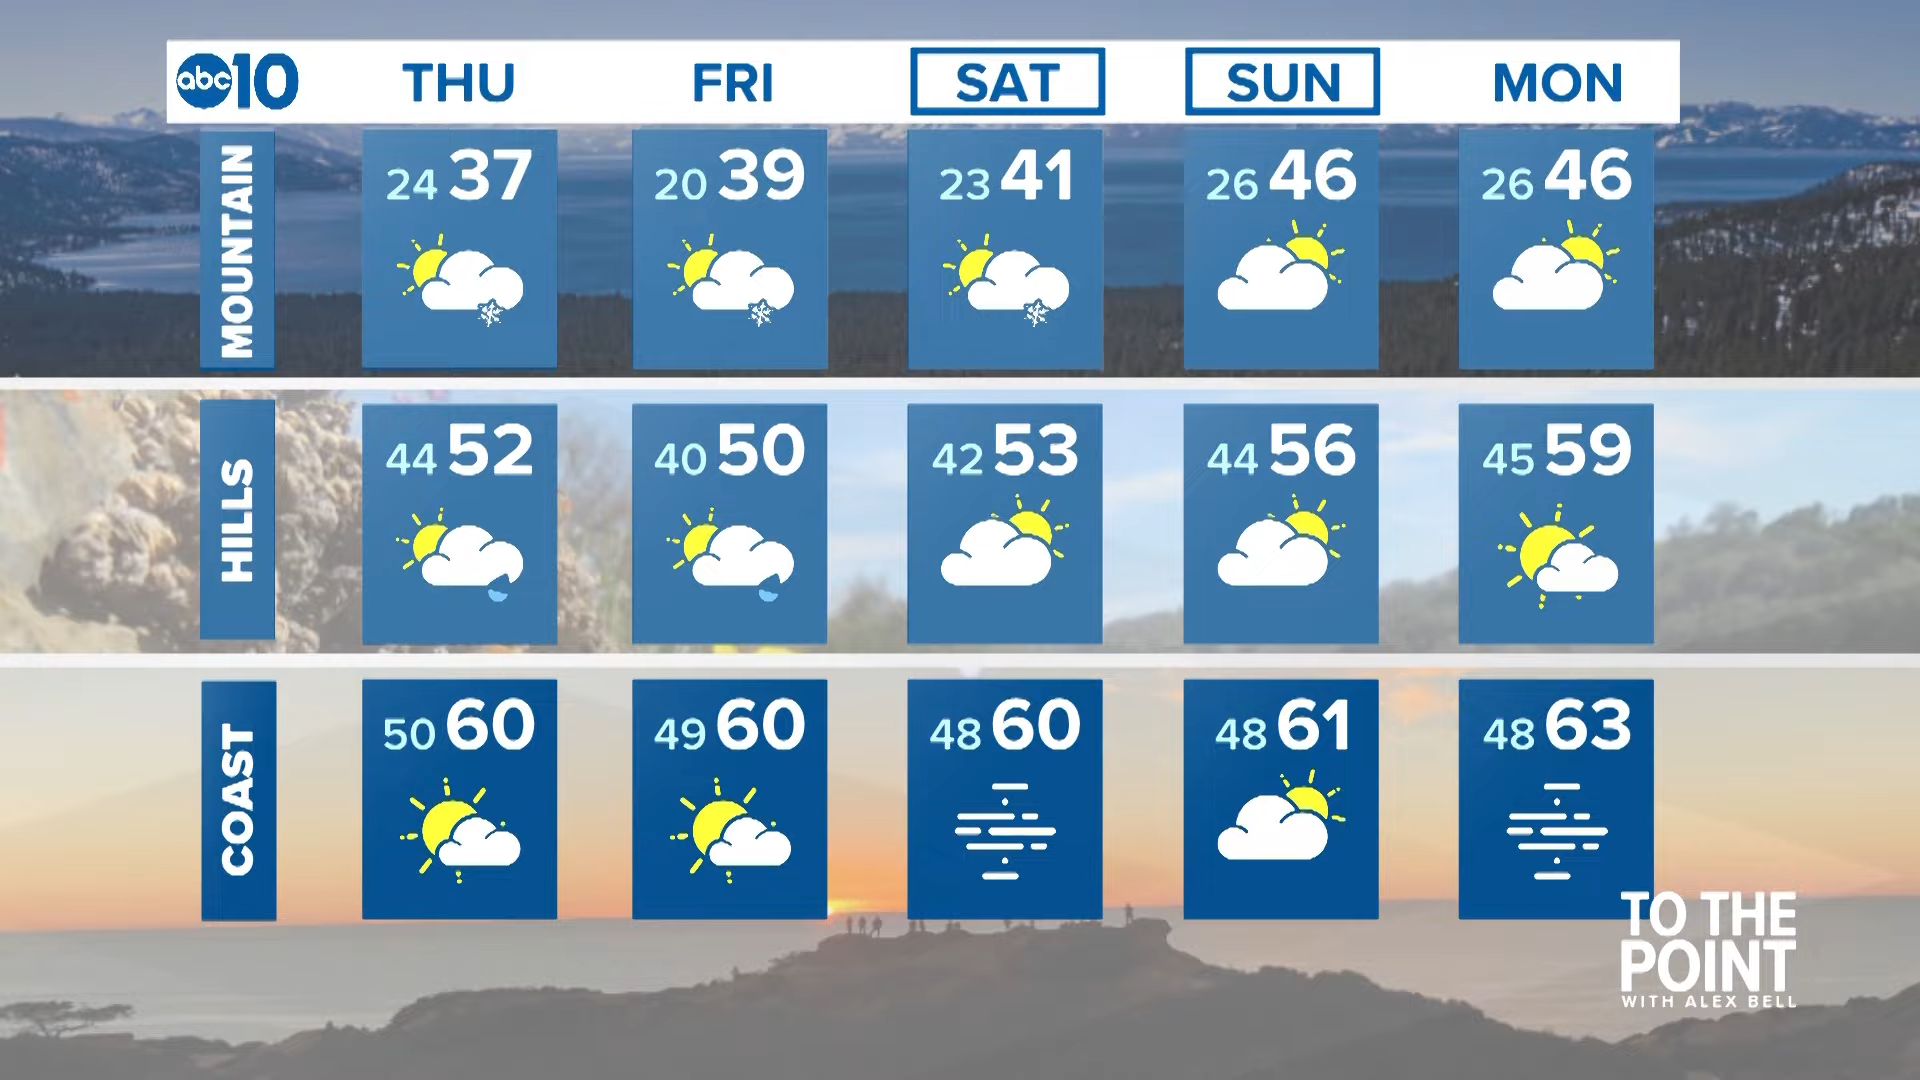 abc10 THU FRI SAT SUN MON
MOUNTAIN
24 37 20 39 23 41 26 46 26 46
HILLS
44 52 40 50 42 53 44 56 45 59
COAST
50 60 49 60 48 60 48 61 48 63
TO THE
POINT
WITH ALEX BELL